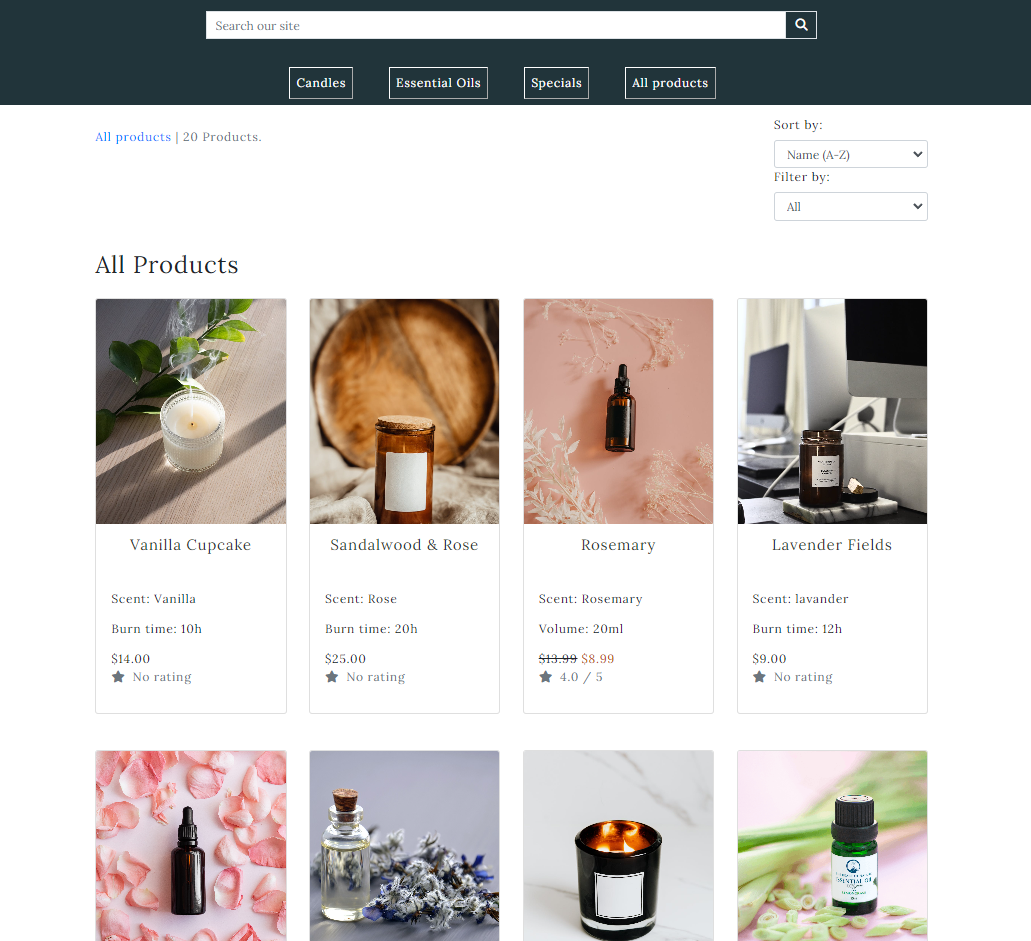 Search our site
Candles
Essential Oils
Specials
All products
All products | 20 Products.
Sort by:
Name (A-Z)
Filter by:
All
All Products
Vanilla Cupcake
Scent: Vanilla
Burn time: 10h
$14.00
No rating
Sandalwood & Rose
Scent: Rose
Burn time: 20h
$25.00
No rating
Rosemary
Scent: Rosemary
Volume: 20ml
$13.99 $8.99
4.0 / 5
Lavender Fields
Scent: lavander
Burn time: 12h
$9.00
No rating
ESSENTIAL OIL